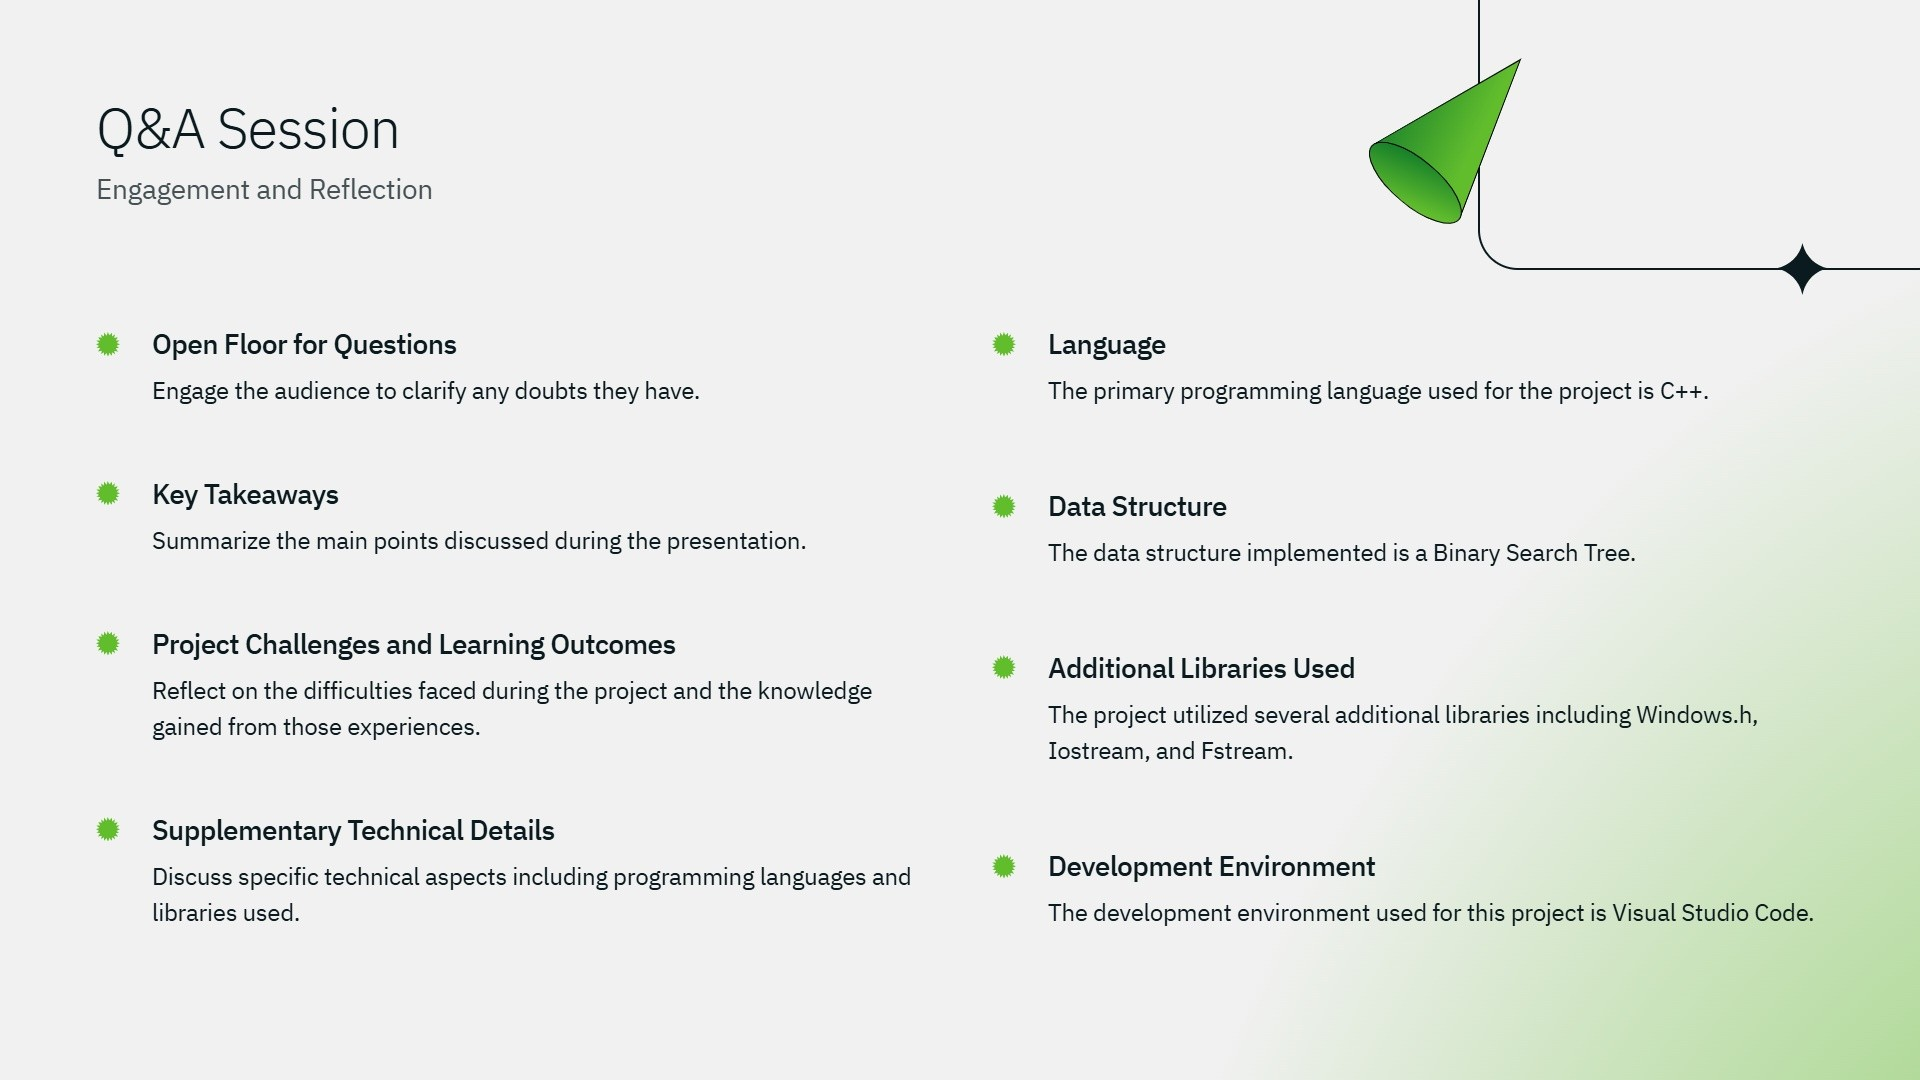 Q&A Session
Engagement and Reflection
Open Floor for Questions
Engage the audience to clarify any doubts they have.
Key Takeaways
Summarize the main points discussed during the presentation.
Project Challenges and Learning Outcomes
Reflect on the difficulties faced during the project and the knowledge
gained from those experiences.
Supplementary Technical Details
Discuss specific technical aspects including programming languages and
libraries used.
Language
The primary programming language used for the project is C++.
Data Structure
The data structure implemented is a Binary Search Tree.
Additional Libraries Used
The project utilized several additional libraries including Windows.h,
Iostream, and Fstream.
Development Environment
The development environment used for this project is Visual Studio Code.